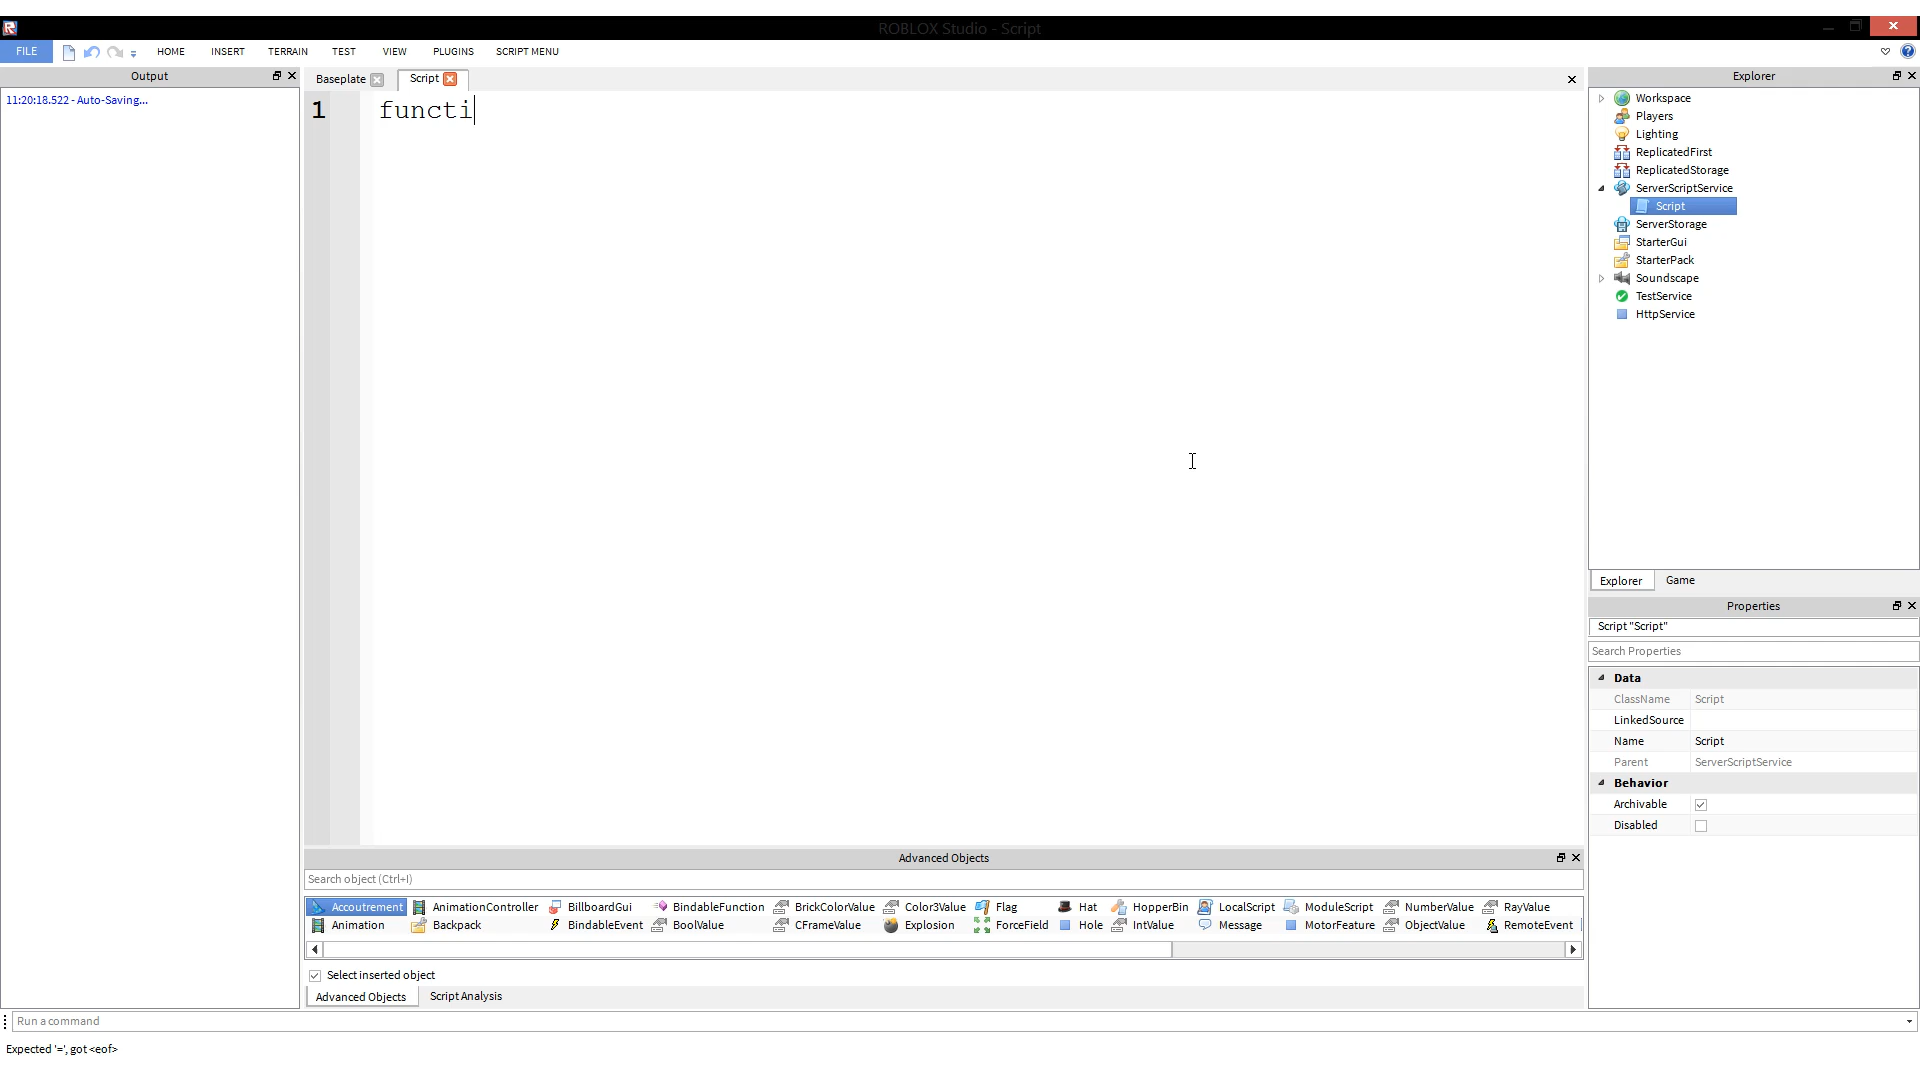 ROBLOX Studio - Script
FILE HOME INSERT TERRAIN TEST VIEW PLUGINS SCRIPT MENU
Output
11:20:18.522 - Auto-Saving...
Baseplate Script
1 functi
Explorer
Workspace
Players
Lighting
ReplicatedFirst
ReplicatedStorage
ServerScriptService
Script
ServerStorage
StarterGui
StarterPack
Soundscape
TestService
HttpService
Explorer Game
Properties
Script "Script"
Search Properties
Data
ClassName Script
LinkedSource
Name Script
Parent ServerScriptService
Behavior
Archivable
Disabled
Advanced Objects
Search object (Ctrl+I)
Accoutrement AnimationController BillboardGui BindableFunction BrickColorValue Color3Value Flag Hat HopperBin LocalScript ModuleScript NumberValue RayValue
Animation Backpack BindableEvent BoolValue CFrameValue Explosion ForceField Hole IntValue Message MotorFeature ObjectValue RemoteEvent
Select inserted object
Advanced Objects Script Analysis
Run a command
Expected '=', got <eof>